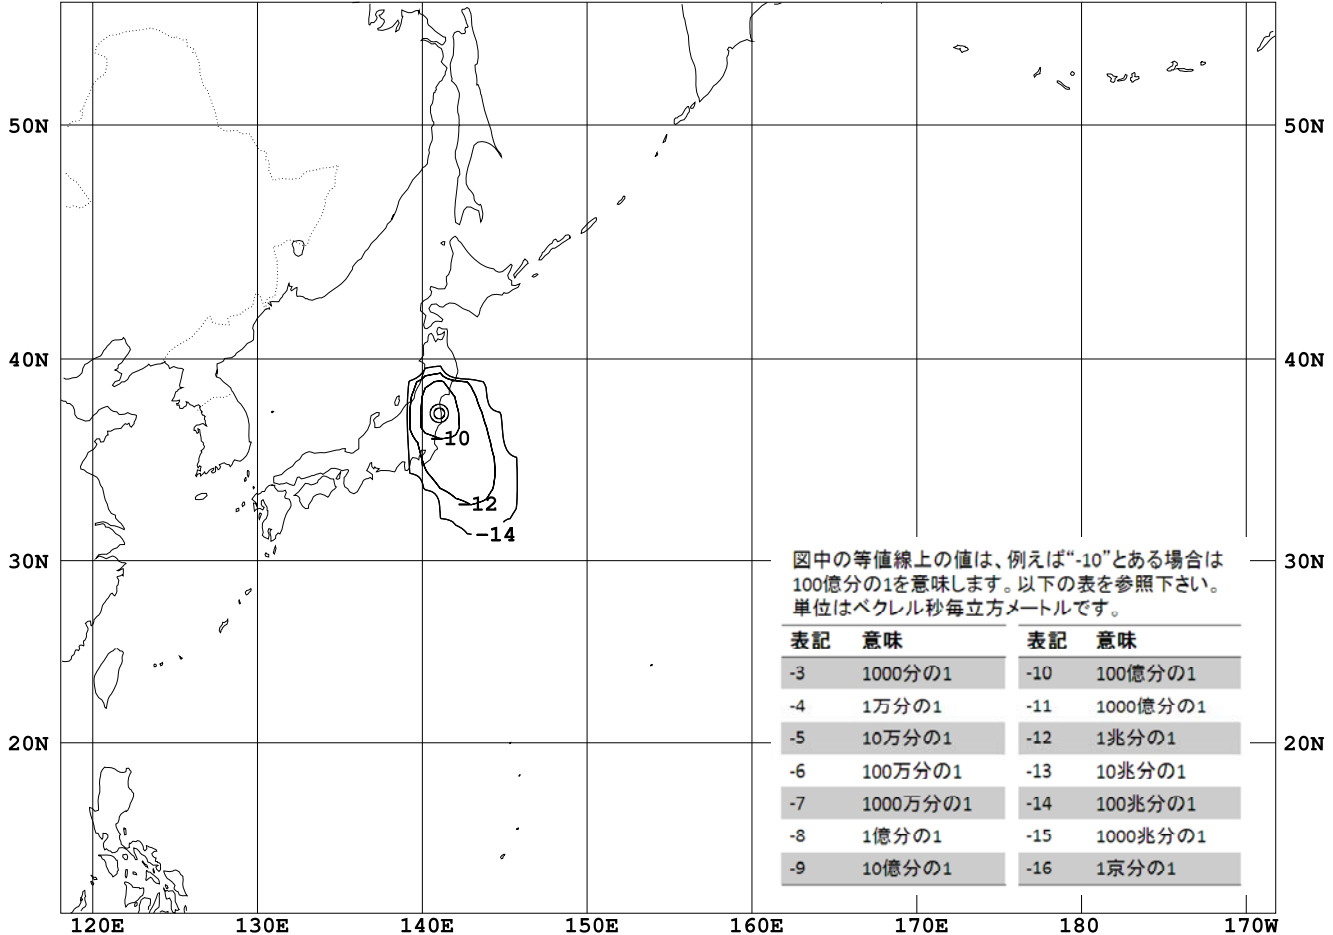 50N
50N
40N
40N
-10
-12
-14
30N
30N
図中の等値線上の値は、例えば“-10”とある場合は
100億分の1を意味します。以下の表を参照下さい。
単位はベクレル秒毎立方メートルです。
表記 意味 表記 意味
-3 1000分の1 -10 100億分の1
-4 1万分の1 -11 1000億分の1
-5 10万分の1 -12 1兆分の1
-6 100万分の1 -13 10兆分の1
-7 1000万分の1 -14 100兆分の1
-8 1億分の1 -15 1000兆分の1
-9 10億分の1 -16 1京分の1
20N
20N
120E 130E 140E 150E 160E 170E 180 170W